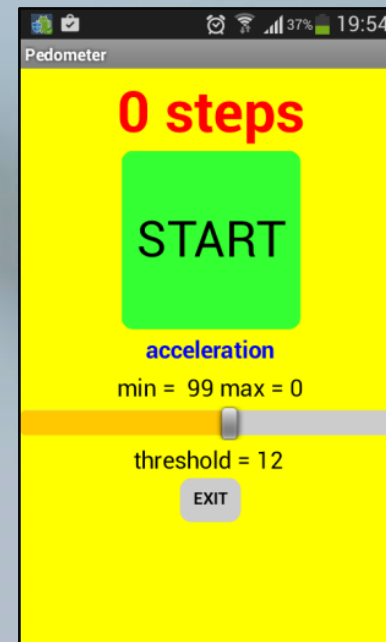 37% 19:54
Pedometer
0 steps
START
acceleration
min = 99 max = 0
threshold = 12
EXIT